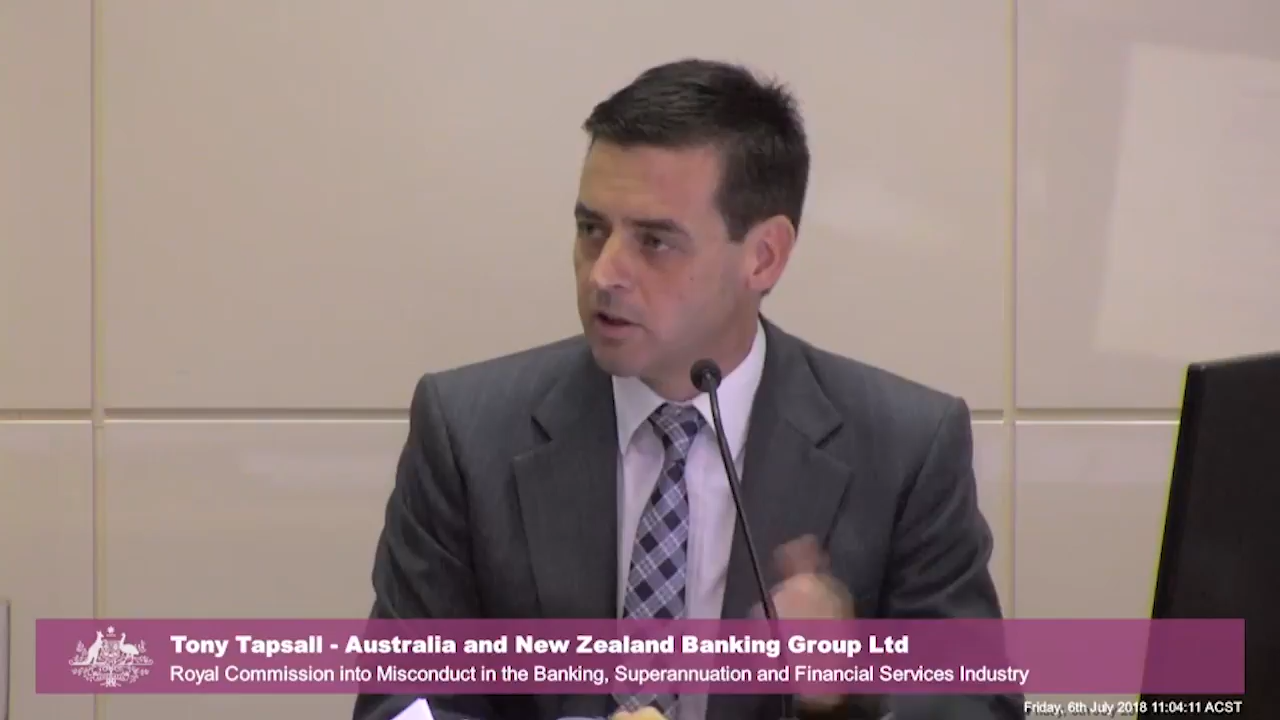 Tony Tapsall - Australia and New Zealand Banking Group Ltd
Royal Commission into Misconduct in the Banking, Superannuation and Financial Services Industry
Friday, 6th July 2018 11:04:11 ACST